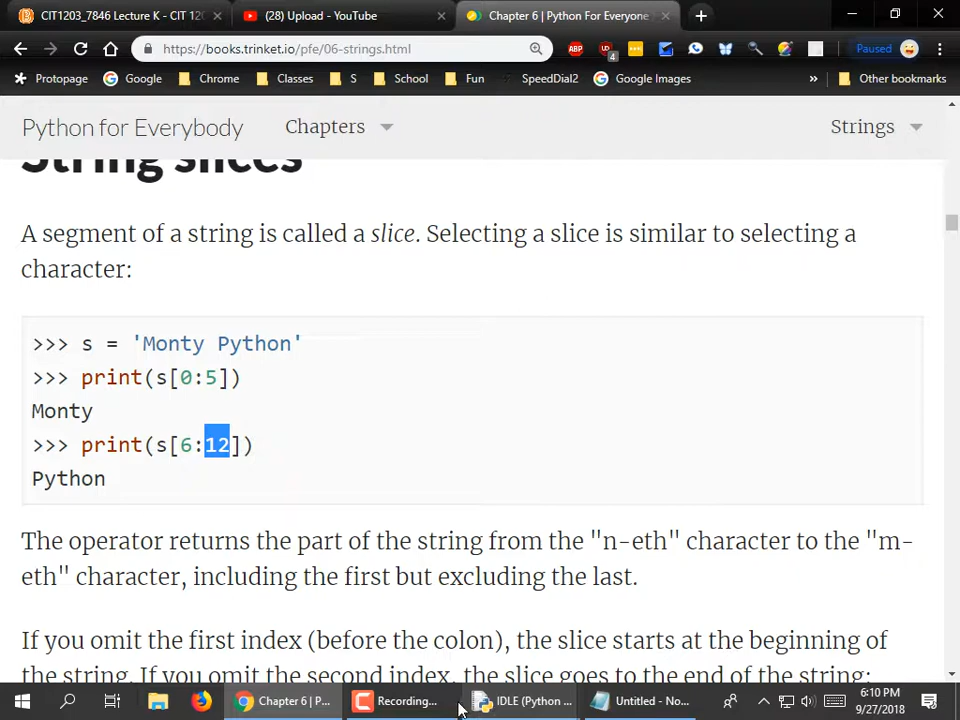 CIT1203_7846 Lecture K - CIT 120
(28) Upload - YouTube
Chapter 6 | Python For Everyone
https://books.trinket.io/pfe/06-strings.html
ABP
4
Paused
Protopage
Google
Chrome
Classes
S
School
Fun
SpeedDial2
Google Images
»
Other bookmarks
Python for Everybody
Chapters
Strings
String slices
A segment of a string is called a slice. Selecting a slice is similar to selecting a
character:
>>> s = 'Monty Python'
>>> print(s[0:5])
Monty
>>> print(s[6:12])
Python
The operator returns the part of the string from the "n-eth" character to the "m-
eth" character, including the first but excluding the last.
If you omit the first index (before the colon), the slice starts at the beginning of
the string. If you omit the second index, the slice goes to the end of the string:
Chapter 6 | P...
Recording...
IDLE (Python ...
Untitled - No...
6:10 PM
9/27/2018